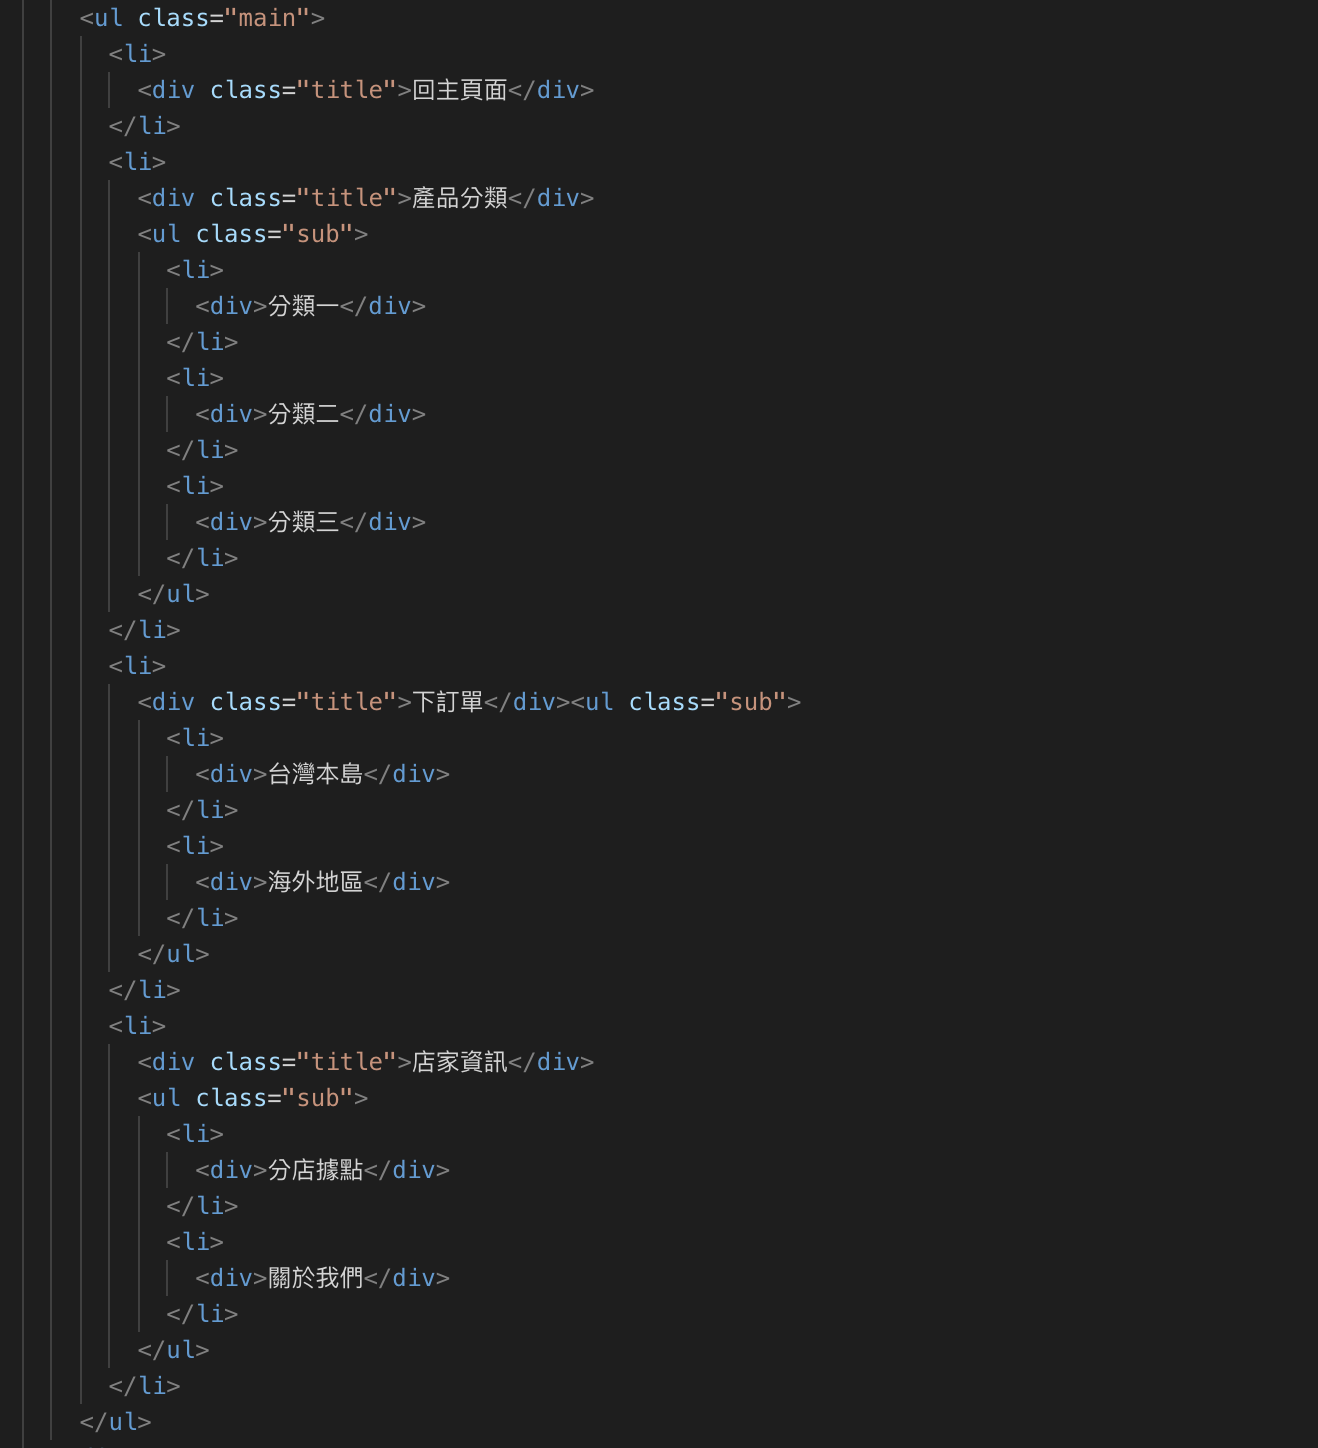 <ul class="main">
<li>
<div class="title">回主頁面</div>
</li>
<li>
<div class="title">產品分類</div>
<ul class="sub">
<li>
<div>分類一</div>
</li>
<li>
<div>分類二</div>
</li>
<li>
<div>分類三</div>
</li>
</ul>
</li>
<li>
<div class="title">下訂單</div><ul class="sub">
<li>
<div>台灣本島</div>
</li>
<li>
<div>海外地區</div>
</li>
</ul>
</li>
<li>
<div class="title">店家資訊</div>
<ul class="sub">
<li>
<div>分店據點</div>
</li>
<li>
<div>關於我們</div>
</li>
</ul>
</li>
</ul>